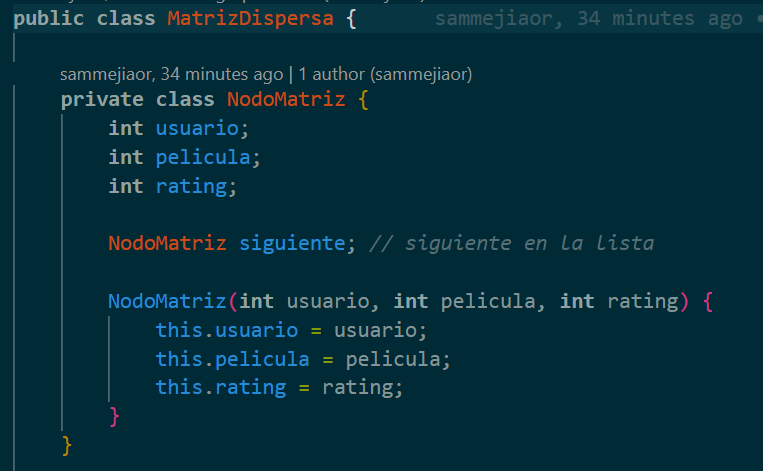 public class MatrizDispersa { sammejiaor, 34 minutes ago •
sammejiaor, 34 minutes ago | 1 author (sammejiaor)
private class NodoMatriz {
int usuario;
int pelicula;
int rating;
NodoMatriz siguiente; // siguiente en la lista
NodoMatriz(int usuario, int pelicula, int rating) {
this.usuario = usuario;
this.pelicula = pelicula;
this.rating = rating;
}
}